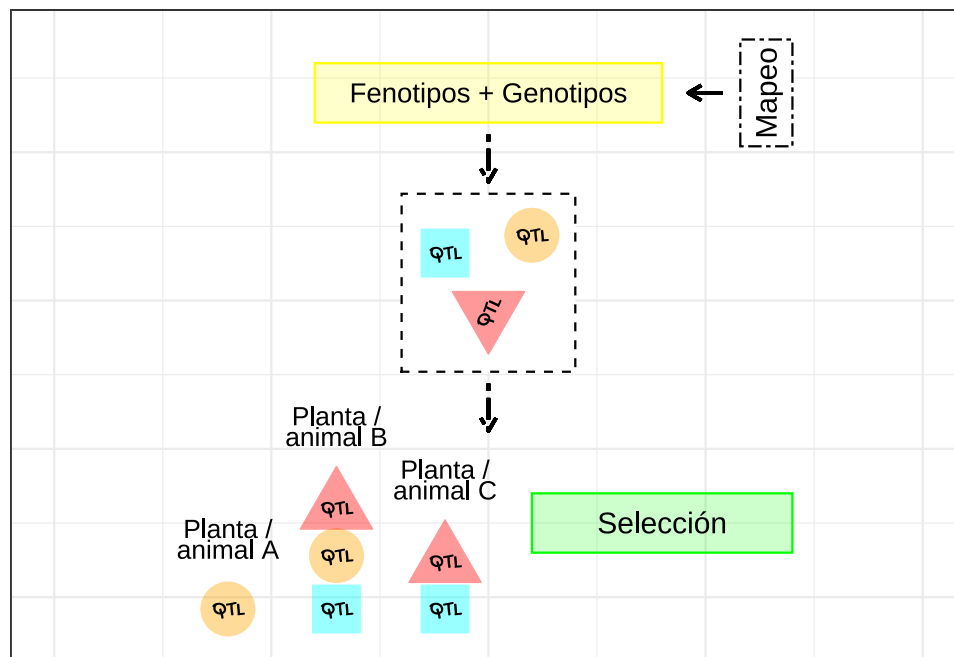 Fenotipos + Genotipos
Mapeo
QTL
QTL
QTL
Planta /
animal B
Planta /
animal C
Selección
Planta /
animal A
QTL
QTL
QTL
QTL
QTL
QTL